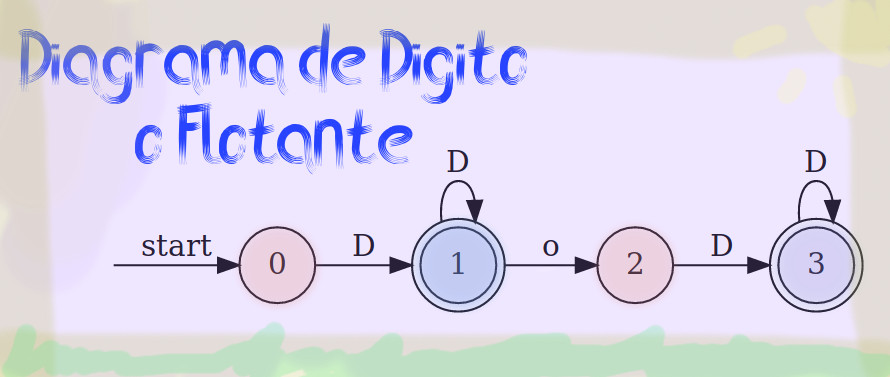 Diagrama de Digito
o Flotante
D
D
start
0
D
1
o
2
D
3